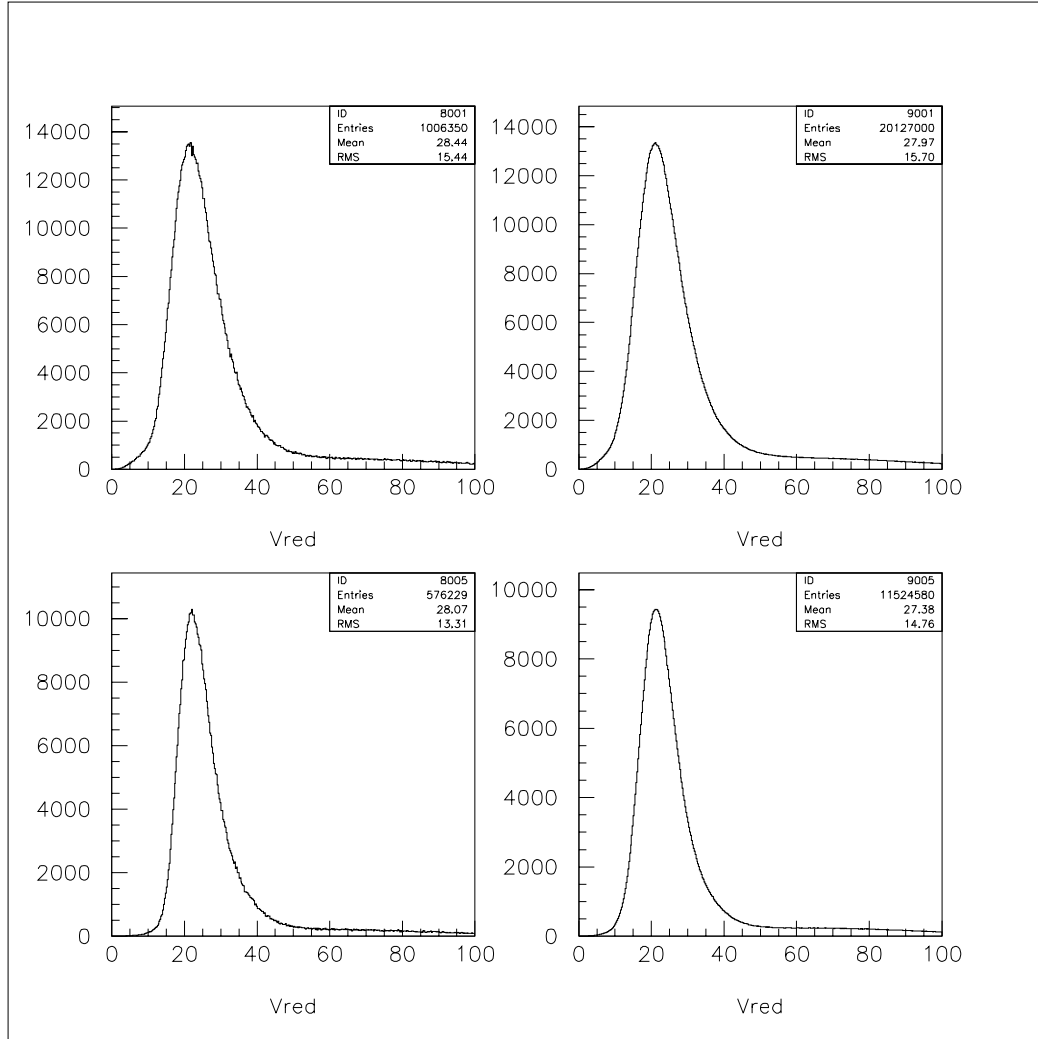 ID 8001
Entries 1006350
Mean 28.44
RMS 15.44
14000
12000
10000
8000
6000
4000
2000
0
0 20 40 60 80 100
Vred
ID 9001
Entries 20127000
Mean 27.97
RMS 15.70
14000
12000
10000
8000
6000
4000
2000
0
0 20 40 60 80 100
Vred
ID 8005
Entries 576229
Mean 28.07
RMS 13.31
10000
8000
6000
4000
2000
0
0 20 40 60 80 100
Vred
ID 9005
Entries 11524580
Mean 27.38
RMS 14.76
10000
8000
6000
4000
2000
0
0 20 40 60 80 100
Vred